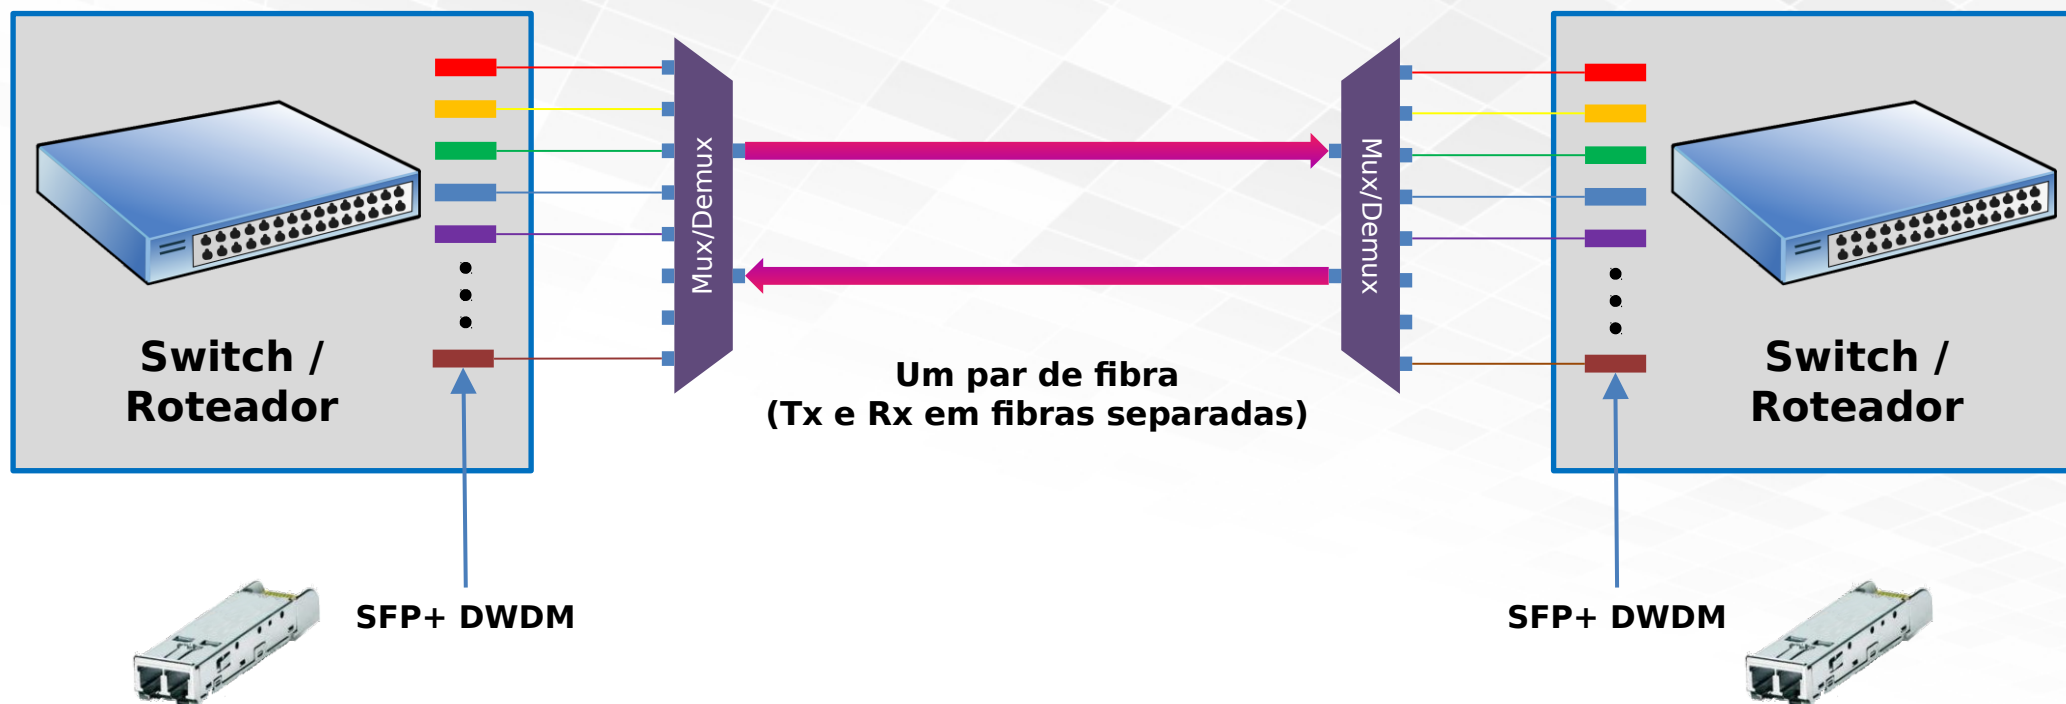 Switch /
Roteador
Mux/Demux
Um par de fibra
(Tx e Rx em fibras separadas)
Mux/Demux
Switch /
Roteador
SFP+ DWDM
SFP+ DWDM